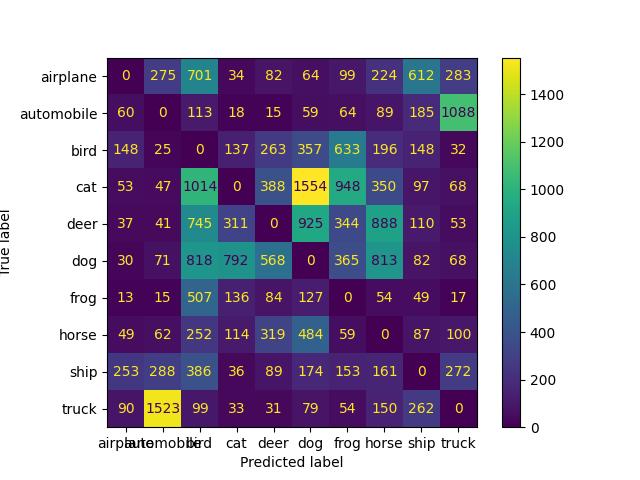 airplane 0 275 701 34 82 64 99 224 612 283
automobile 60 0 113 18 15 59 64 89 185 1088
bird 148 25 0 137 263 357 633 196 148 32
cat 53 47 1014 0 388 1554 948 350 97 68
deer 37 41 745 311 0 925 344 888 110 53
dog 30 71 818 792 568 0 365 813 82 68
frog 13 15 507 136 84 127 0 54 49 17
horse 49 62 252 114 319 484 59 0 87 100
ship 253 288 386 36 89 174 153 161 0 272
truck 90 1523 99 33 31 79 54 150 262 0
airplane automobile bird cat deer dog frog horse ship truck
Predicted label
True label
1400
1200
1000
800
600
400
200
0